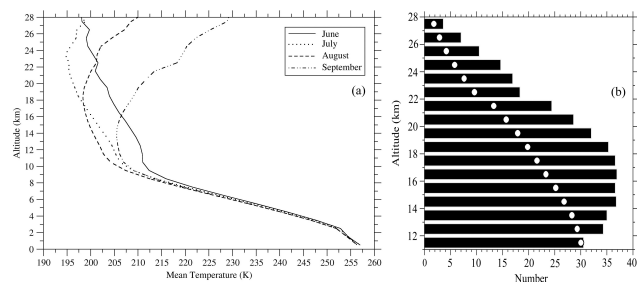 28
26
24
22
20
18
16
14
12
10
8
6
4
2
0
Altitude (km)
190 195 200 205 210 215 220 225 230 235 240 245 250 255 260
Mean Temperature (K)
June
July
August
September
(a)
28
26
24
22
20
18
16
14
12
Altitude (km)
0 5 10 15 20 25 30 35 40
Number
(b)